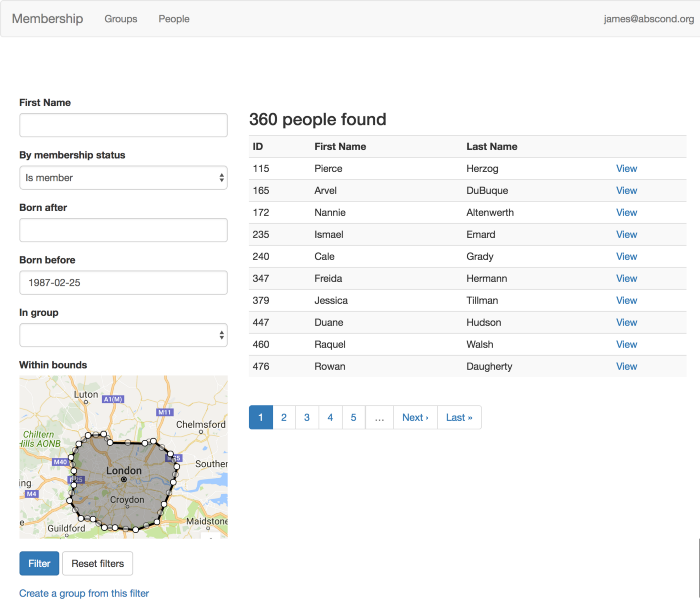 Membership Groups People james@abscond.org
First Name
By membership status
Is member
Born after
Born before
1987-02-25
In group
Within bounds
Luton
A1(M)
M11
Chelmsford
Chiltern
Hills AONB
M40
London
Souther
M25
ing
M4
Croydon
Guildford
Maidstone
e
Filter Reset filters
Create a group from this filter
360 people found
ID First Name Last Name
115 Pierce Herzog View
165 Arvel DuBuque View
172 Nannie Altenwerth View
235 Ismael Emard View
240 Cale Grady View
347 Freida Hermann View
379 Jessica Tillman View
447 Duane Hudson View
460 Raquel Walsh View
476 Rowan Daugherty View
1 2 3 4 5 … Next › Last »